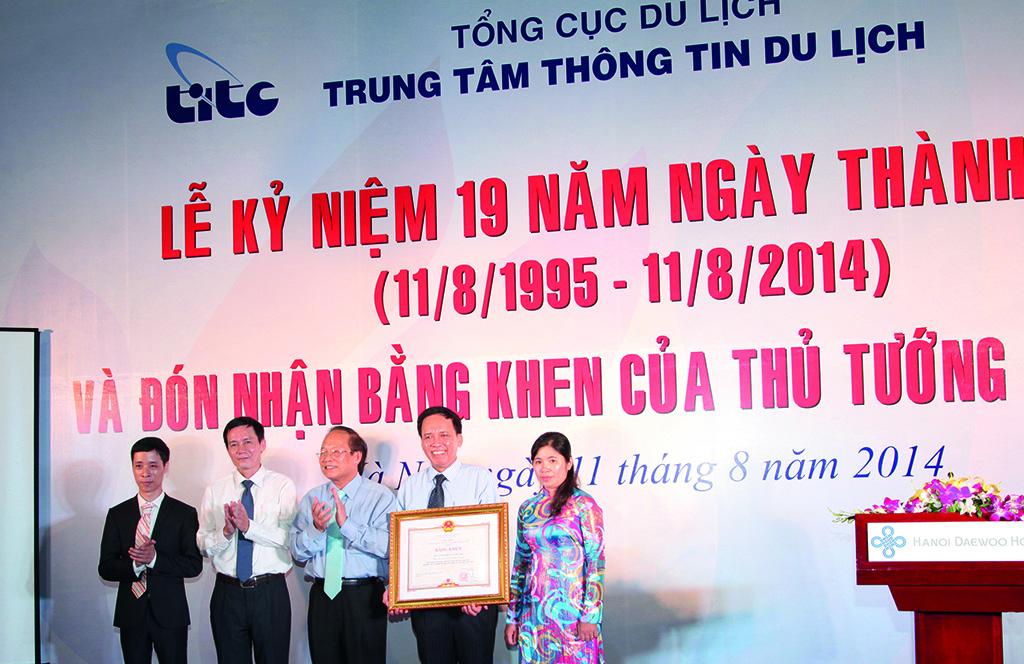 TỔNG CỤC DU LỊCH
titc
TRUNG TÂM THÔNG TIN DU LỊCH
LỄ KỶ NIỆM 19 NĂM NGÀY THÀNH
(11/8/1995 - 11/8/2014)
VÀ ĐÓN NHẬN BẰNG KHEN CỦA THỦ TƯỚNG
11 tháng 8 năm 2014
HANOI DAEWOO HO
BẰNG KHEN